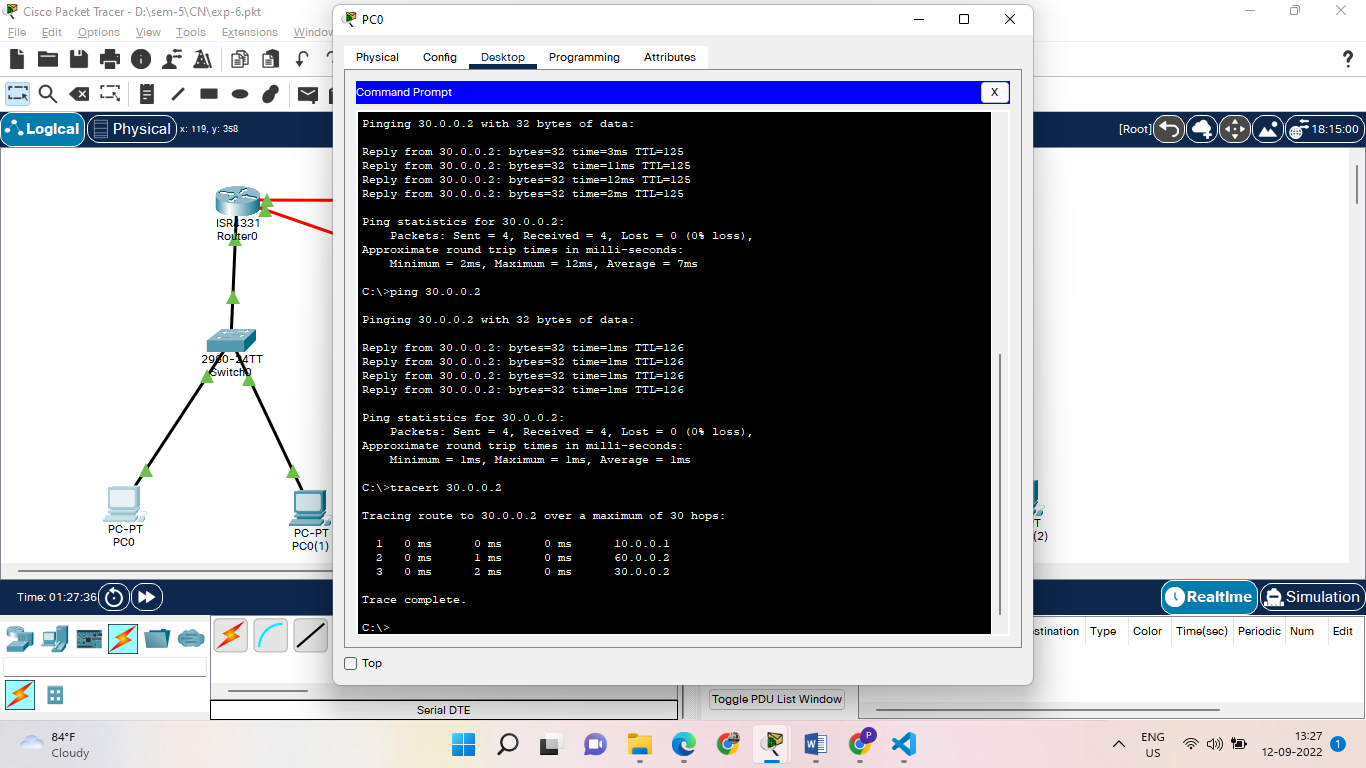 Cisco Packet Tracer - D:\sem-5\CN\exp-6.pkt
File Edit Options View Tools Extensions Window
Logical Physical x: 119, y: 358
[Root] 18:15:00
ISR4331
Router0
2960-24TT
Switch0
PC-PT
PC0
PC-PT
PC0(1)
T
(2)
PC0
Physical Config Desktop Programming Attributes
Command Prompt X
Pinging 30.0.0.2 with 32 bytes of data:
Reply from 30.0.0.2: bytes=32 time=3ms TTL=125
Reply from 30.0.0.2: bytes=32 time=11ms TTL=125
Reply from 30.0.0.2: bytes=32 time=12ms TTL=125
Reply from 30.0.0.2: bytes=32 time=2ms TTL=125
Ping statistics for 30.0.0.2:
Packets: Sent = 4, Received = 4, Lost = 0 (0% loss),
Approximate round trip times in milli-seconds:
Minimum = 2ms, Maximum = 12ms, Average = 7ms
C:\>ping 30.0.0.2
Pinging 30.0.0.2 with 32 bytes of data:
Reply from 30.0.0.2: bytes=32 time=1ms TTL=126
Reply from 30.0.0.2: bytes=32 time=1ms TTL=126
Reply from 30.0.0.2: bytes=32 time=1ms TTL=126
Reply from 30.0.0.2: bytes=32 time=1ms TTL=126
Ping statistics for 30.0.0.2:
Packets: Sent = 4, Received = 4, Lost = 0 (0% loss),
Approximate round trip times in milli-seconds:
Minimum = 1ms, Maximum = 1ms, Average = 1ms
C:\>tracert 30.0.0.2
Tracing route to 30.0.0.2 over a maximum of 30 hops:
1 0 ms 0 ms 0 ms 10.0.0.1
2 0 ms 1 ms 0 ms 60.0.0.2
3 0 ms 2 ms 0 ms 30.0.0.2
Trace complete.
C:\>
Top
Time: 01:27:36
Realtime Simulation
stination Type Color Time(sec) Periodic Num Edit
Toggle PDU List Window
Serial DTE
84°F
Cloudy
P
ENG
US
13:27
12-09-2022
1